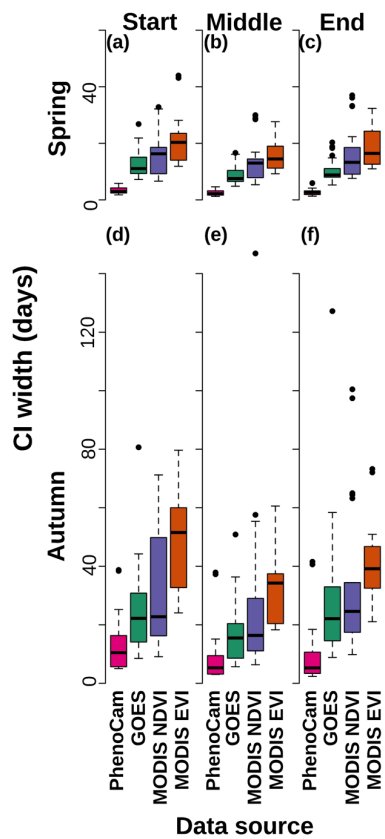 Start Middle End
(a) (b) (c)
Spring
40
0
(d) (e) (f)
CI width (days)
Autumn
120
80
40
0
PhenoCam GOES MODIS NDVI MODIS EVI PhenoCam GOES MODIS NDVI MODIS EVI PhenoCam GOES MODIS NDVI MODIS EVI
Data source